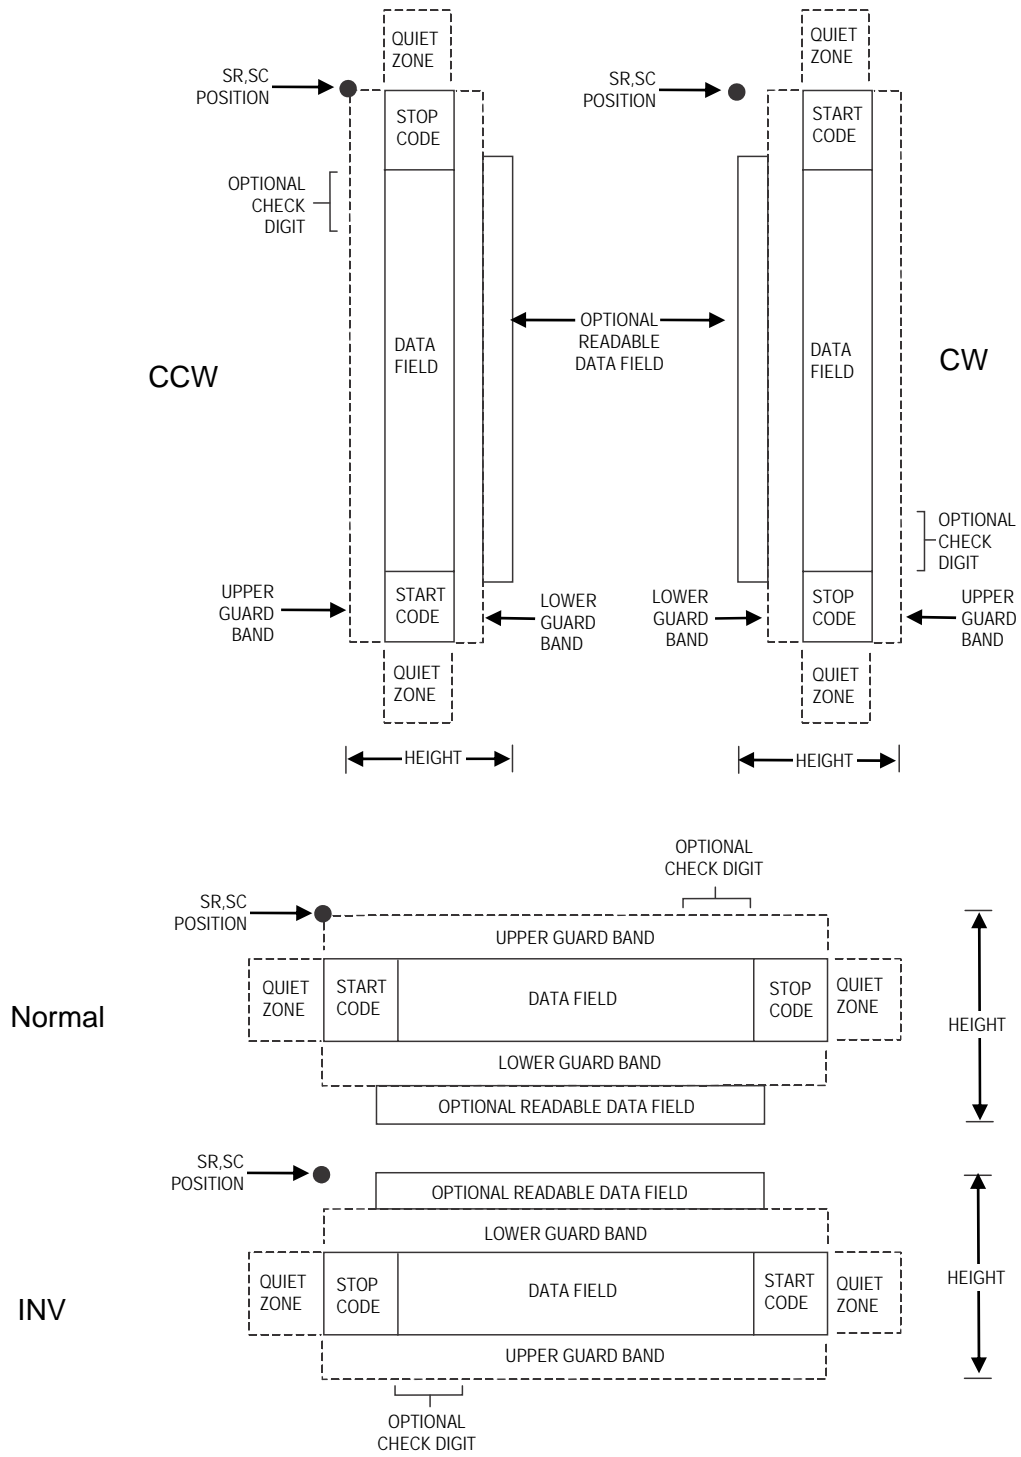 QUIET
ZONE
QUIET
ZONE
SR,SC
POSITION
SR,SC
POSITION
STOP
CODE
START
CODE
OPTIONAL
CHECK
DIGIT
OPTIONAL
READABLE
DATA FIELD
DATA
FIELD
DATA
FIELD
CCW
CW
OPTIONAL
CHECK
DIGIT
UPPER
GUARD
BAND
START
CODE
LOWER
GUARD
BAND
LOWER
GUARD
BAND
STOP
CODE
UPPER
GUARD
BAND
QUIET
ZONE
QUIET
ZONE
HEIGHT
HEIGHT
OPTIONAL
CHECK DIGIT
SR,SC
POSITION
UPPER GUARD BAND
Normal
QUIET
ZONE
START
CODE
DATA FIELD
STOP
CODE
QUIET
ZONE
HEIGHT
LOWER GUARD BAND
OPTIONAL READABLE DATA FIELD
SR,SC
POSITION
OPTIONAL READABLE DATA FIELD
LOWER GUARD BAND
INV
QUIET
ZONE
STOP
CODE
DATA FIELD
START
CODE
QUIET
ZONE
HEIGHT
UPPER GUARD BAND
OPTIONAL
CHECK DIGIT